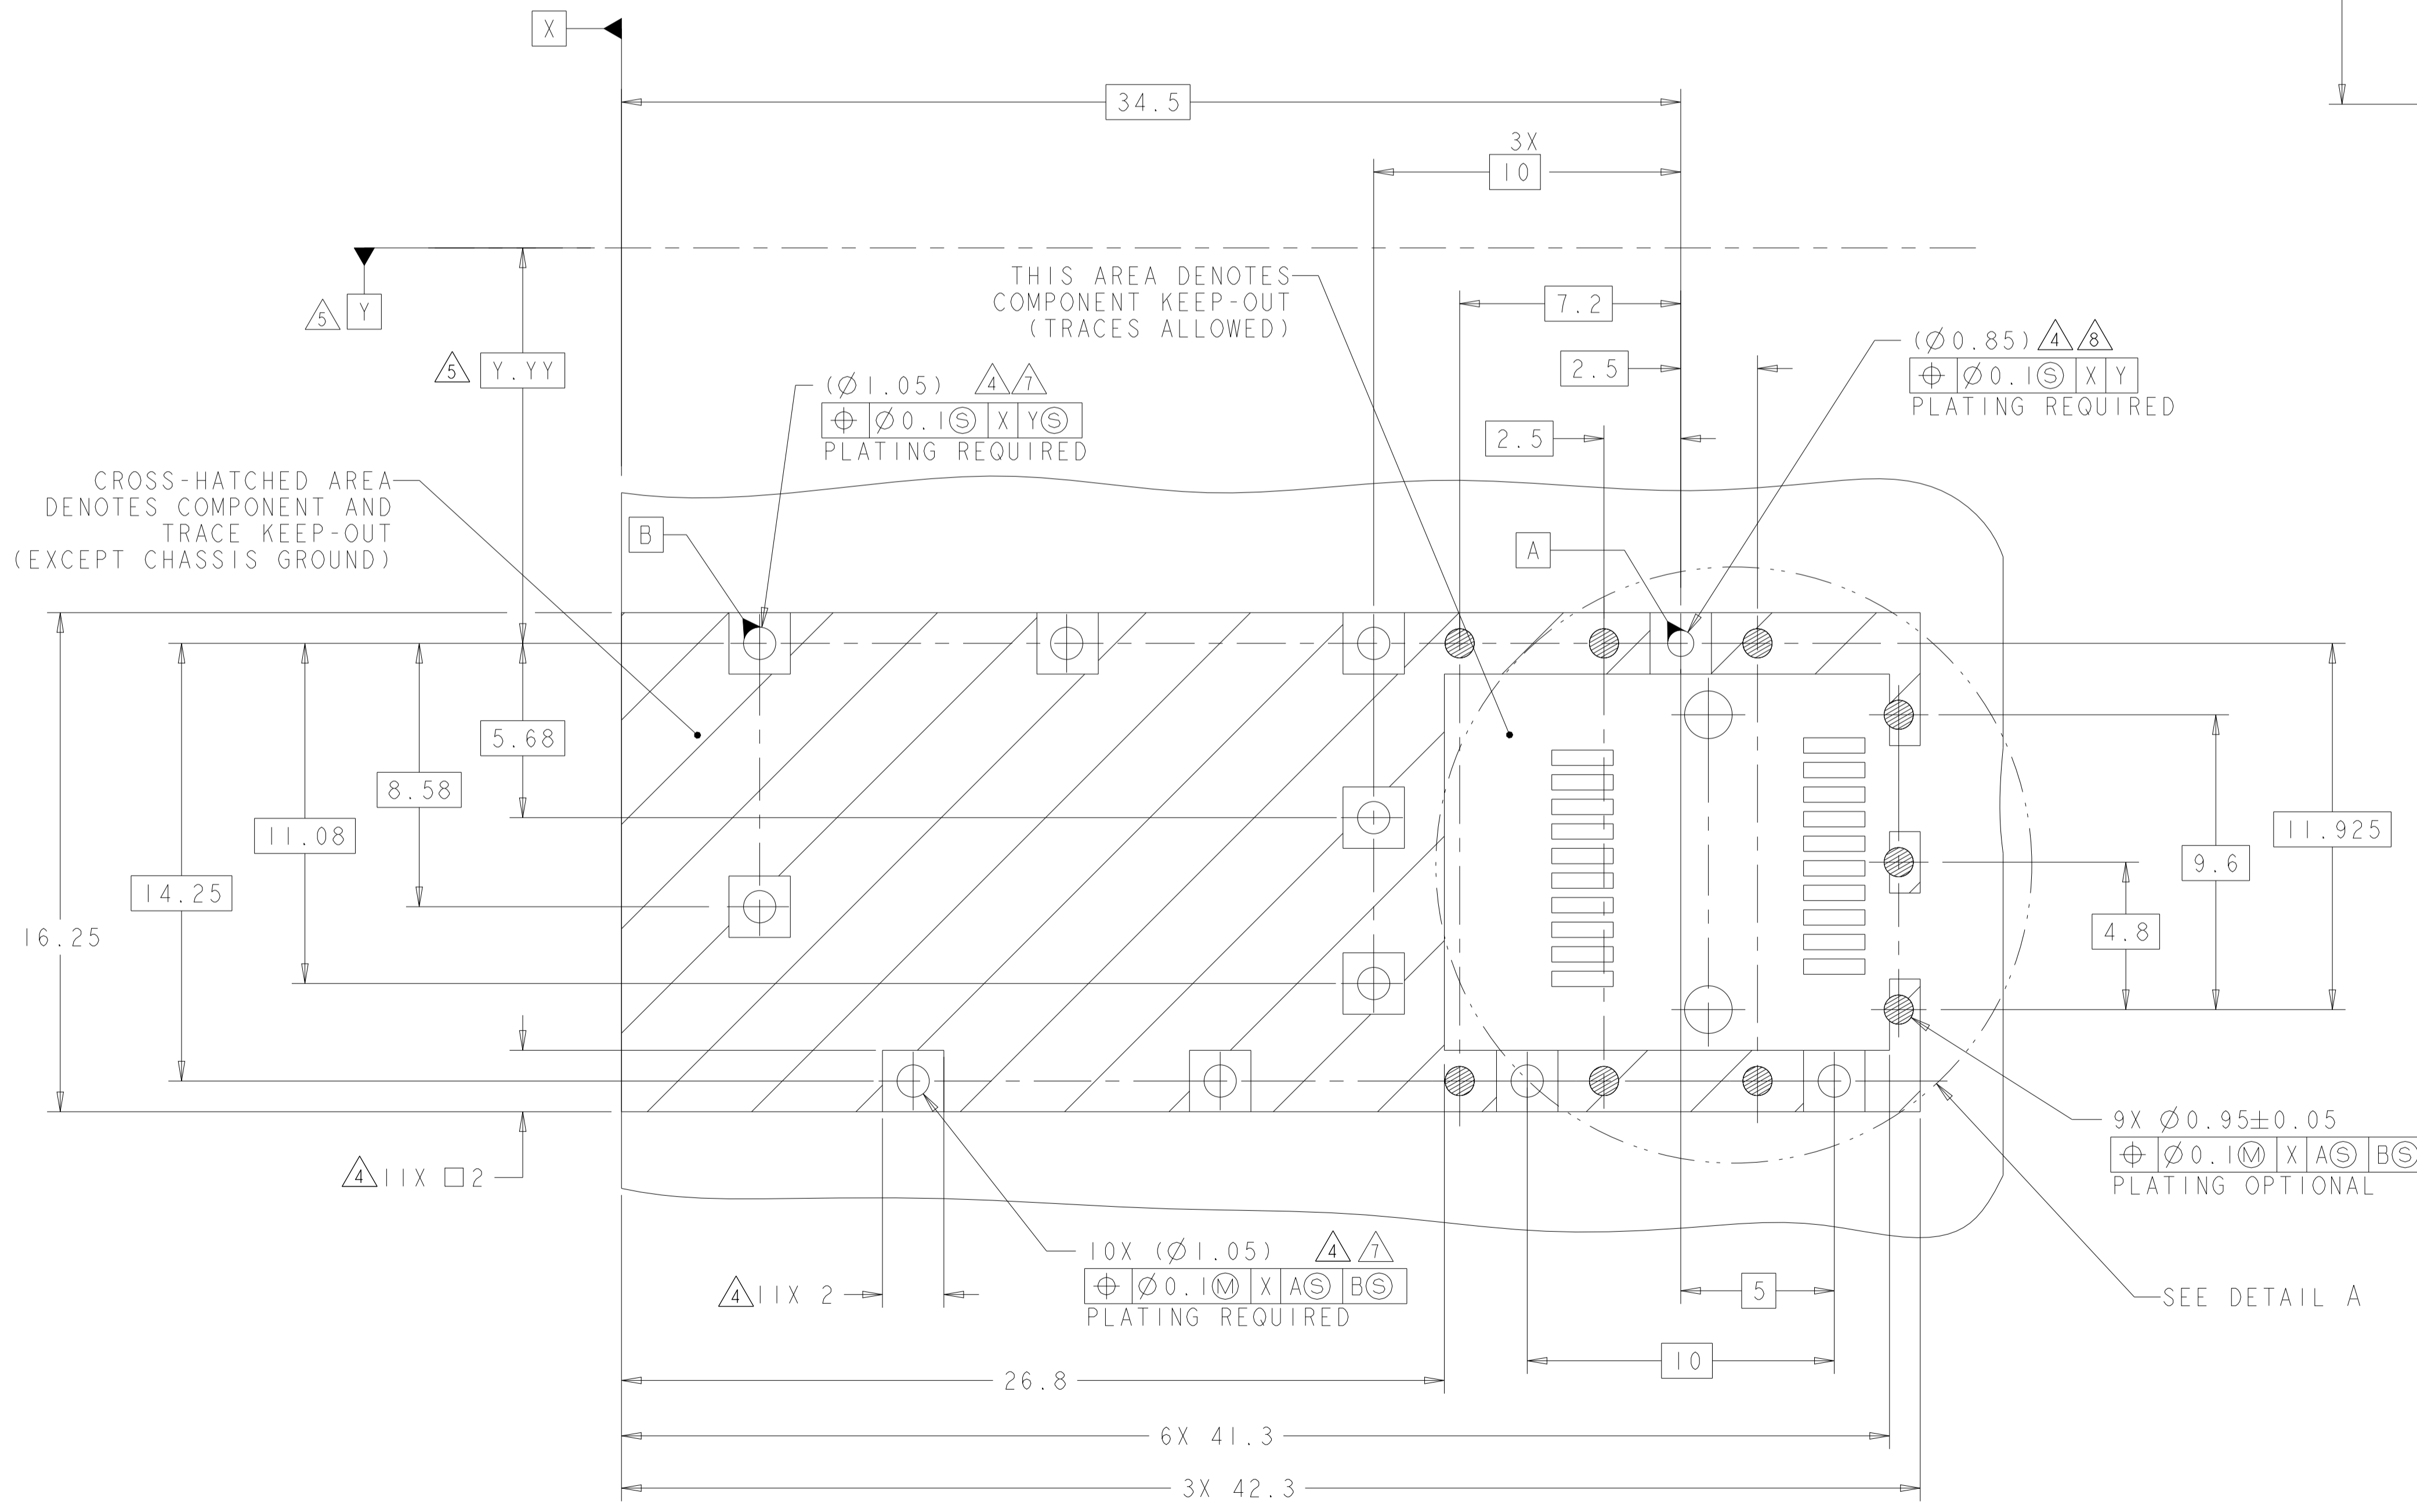 X
34.5
3X
10
THIS AREA DENOTES
COMPONENT KEEP-OUT
(TRACES ALLOWED)
7.2
5 Y
5 Y.YY
2.5
(Ø0.85) 4 8
⌖ Ø0.1Ⓢ X Y
PLATING REQUIRED
(Ø1.05) 4 7
⌖ Ø0.1Ⓢ X YⓈ
PLATING REQUIRED
2.5
CROSS-HATCHED AREA
DENOTES COMPONENT AND
TRACE KEEP-OUT
(EXCEPT CHASSIS GROUND)
B
A
5.68
8.58
11.08
14.25
16.25
11.925
9.6
4.8
9X Ø0.95±0.05
⌖ Ø0.1Ⓜ X AⓈ BⓈ
PLATING OPTIONAL
4 11X □2
10X (Ø1.05) 4 7
⌖ Ø0.1Ⓜ X AⓈ BⓈ
PLATING REQUIRED
4 11X 2
5
SEE DETAIL A
10
26.8
6X 41.3
3X 42.3